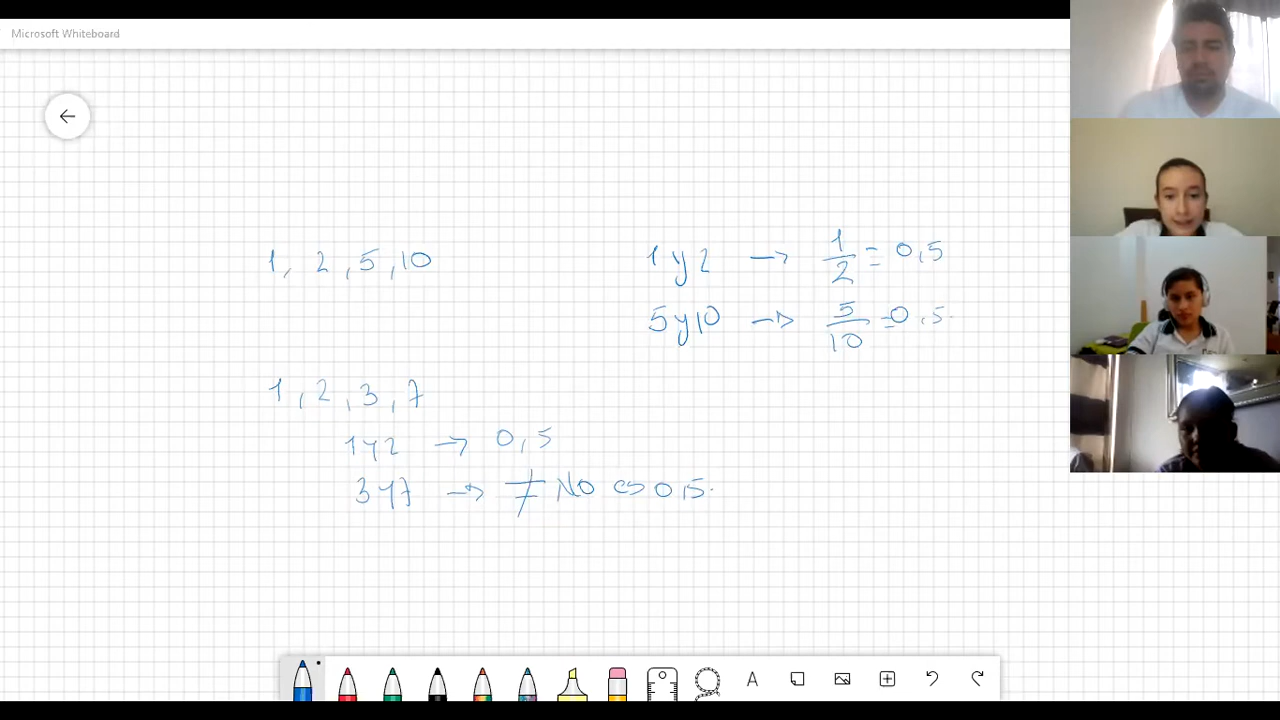 Microsoft Whiteboard
1, 2, 5, 10
1 y 2 → 1/2 = 0,5
5 y 10 → 5/10 = 0,5.
1, 2, 3, 7
1 y 2 → 0,5
3 y 7 → ≠ NO es 0,5.
A